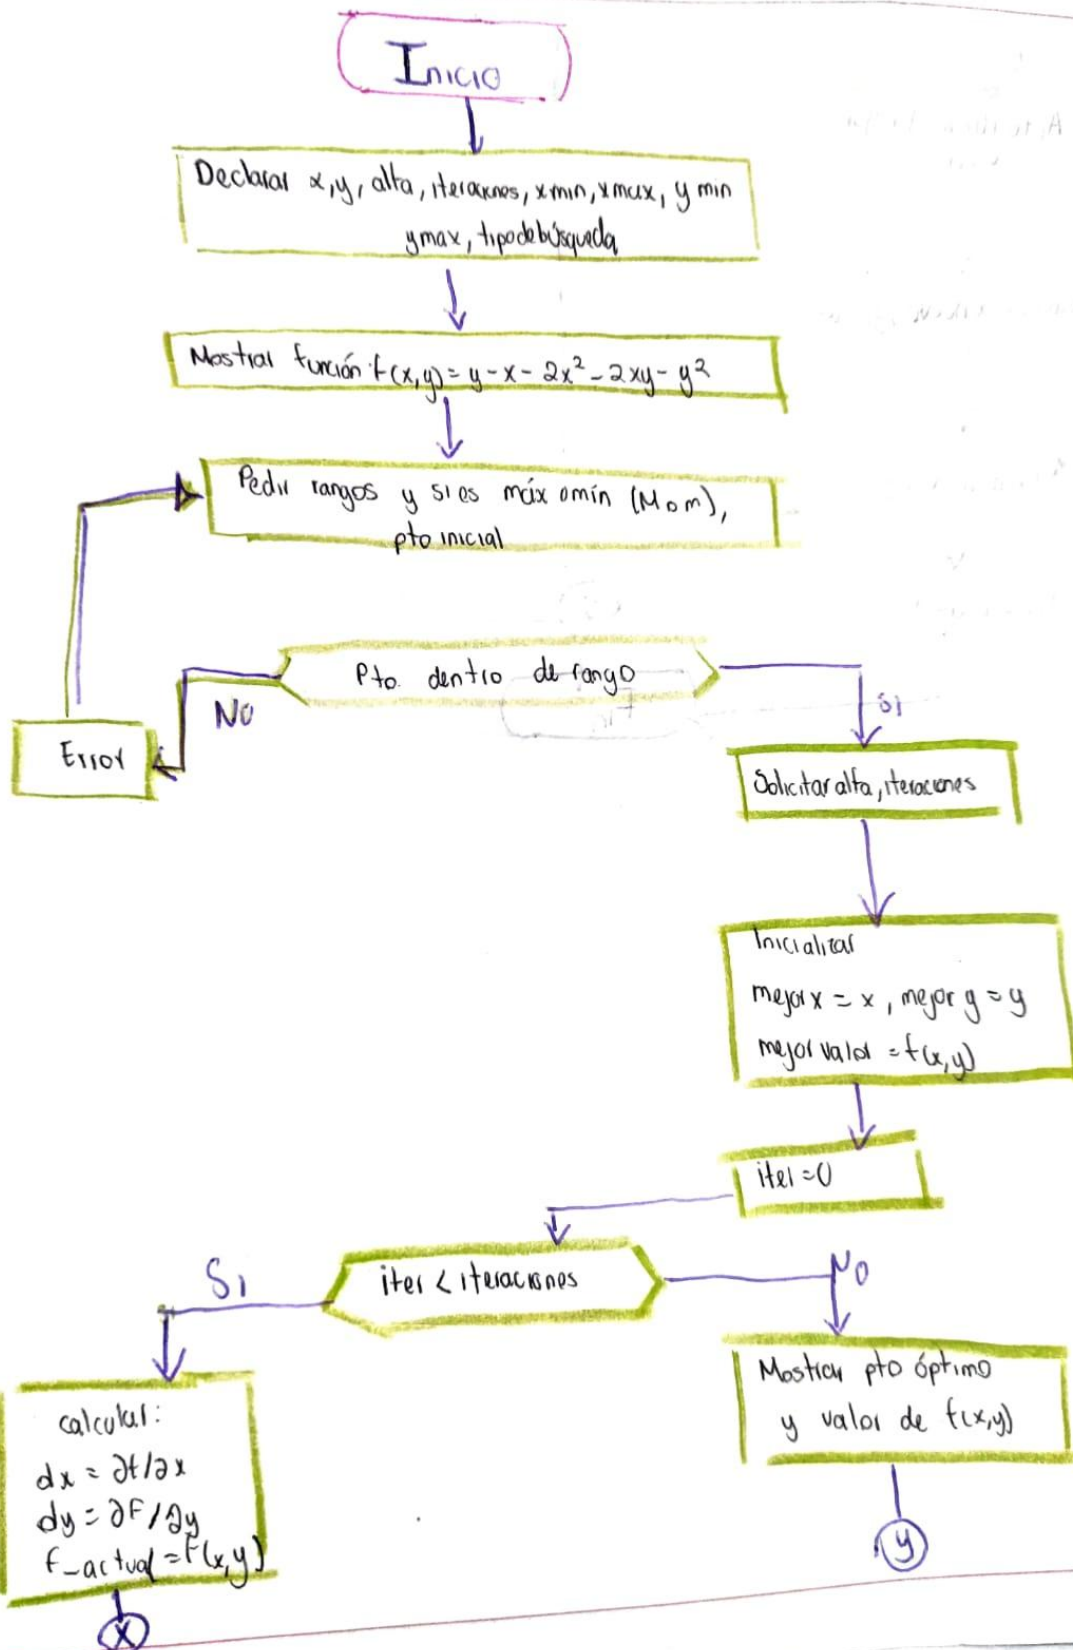 Inicio
Declarar x,y, alfa, iteraciones, xmin, xmax, ymin
ymax, tipodebúsqueda
Mostrar función f(x,y)=y-x-2x²-2xy-y²
Pedir rangos y si es máx o mín (M o m),
pto inicial
Pto. dentro de rango
No
Si
Error
Solicitar alfa, iteraciones
Inicializar
mejor x = x, mejor y = y
mejor valor = f(x,y)
iter=0
iter < iteraciones
Si
No
Mostrar pto óptimo
y valor de f(x,y)
y
calcular:
dx = ∂f/∂x
dy = ∂F/∂y
f_actual = F(x,y)
x